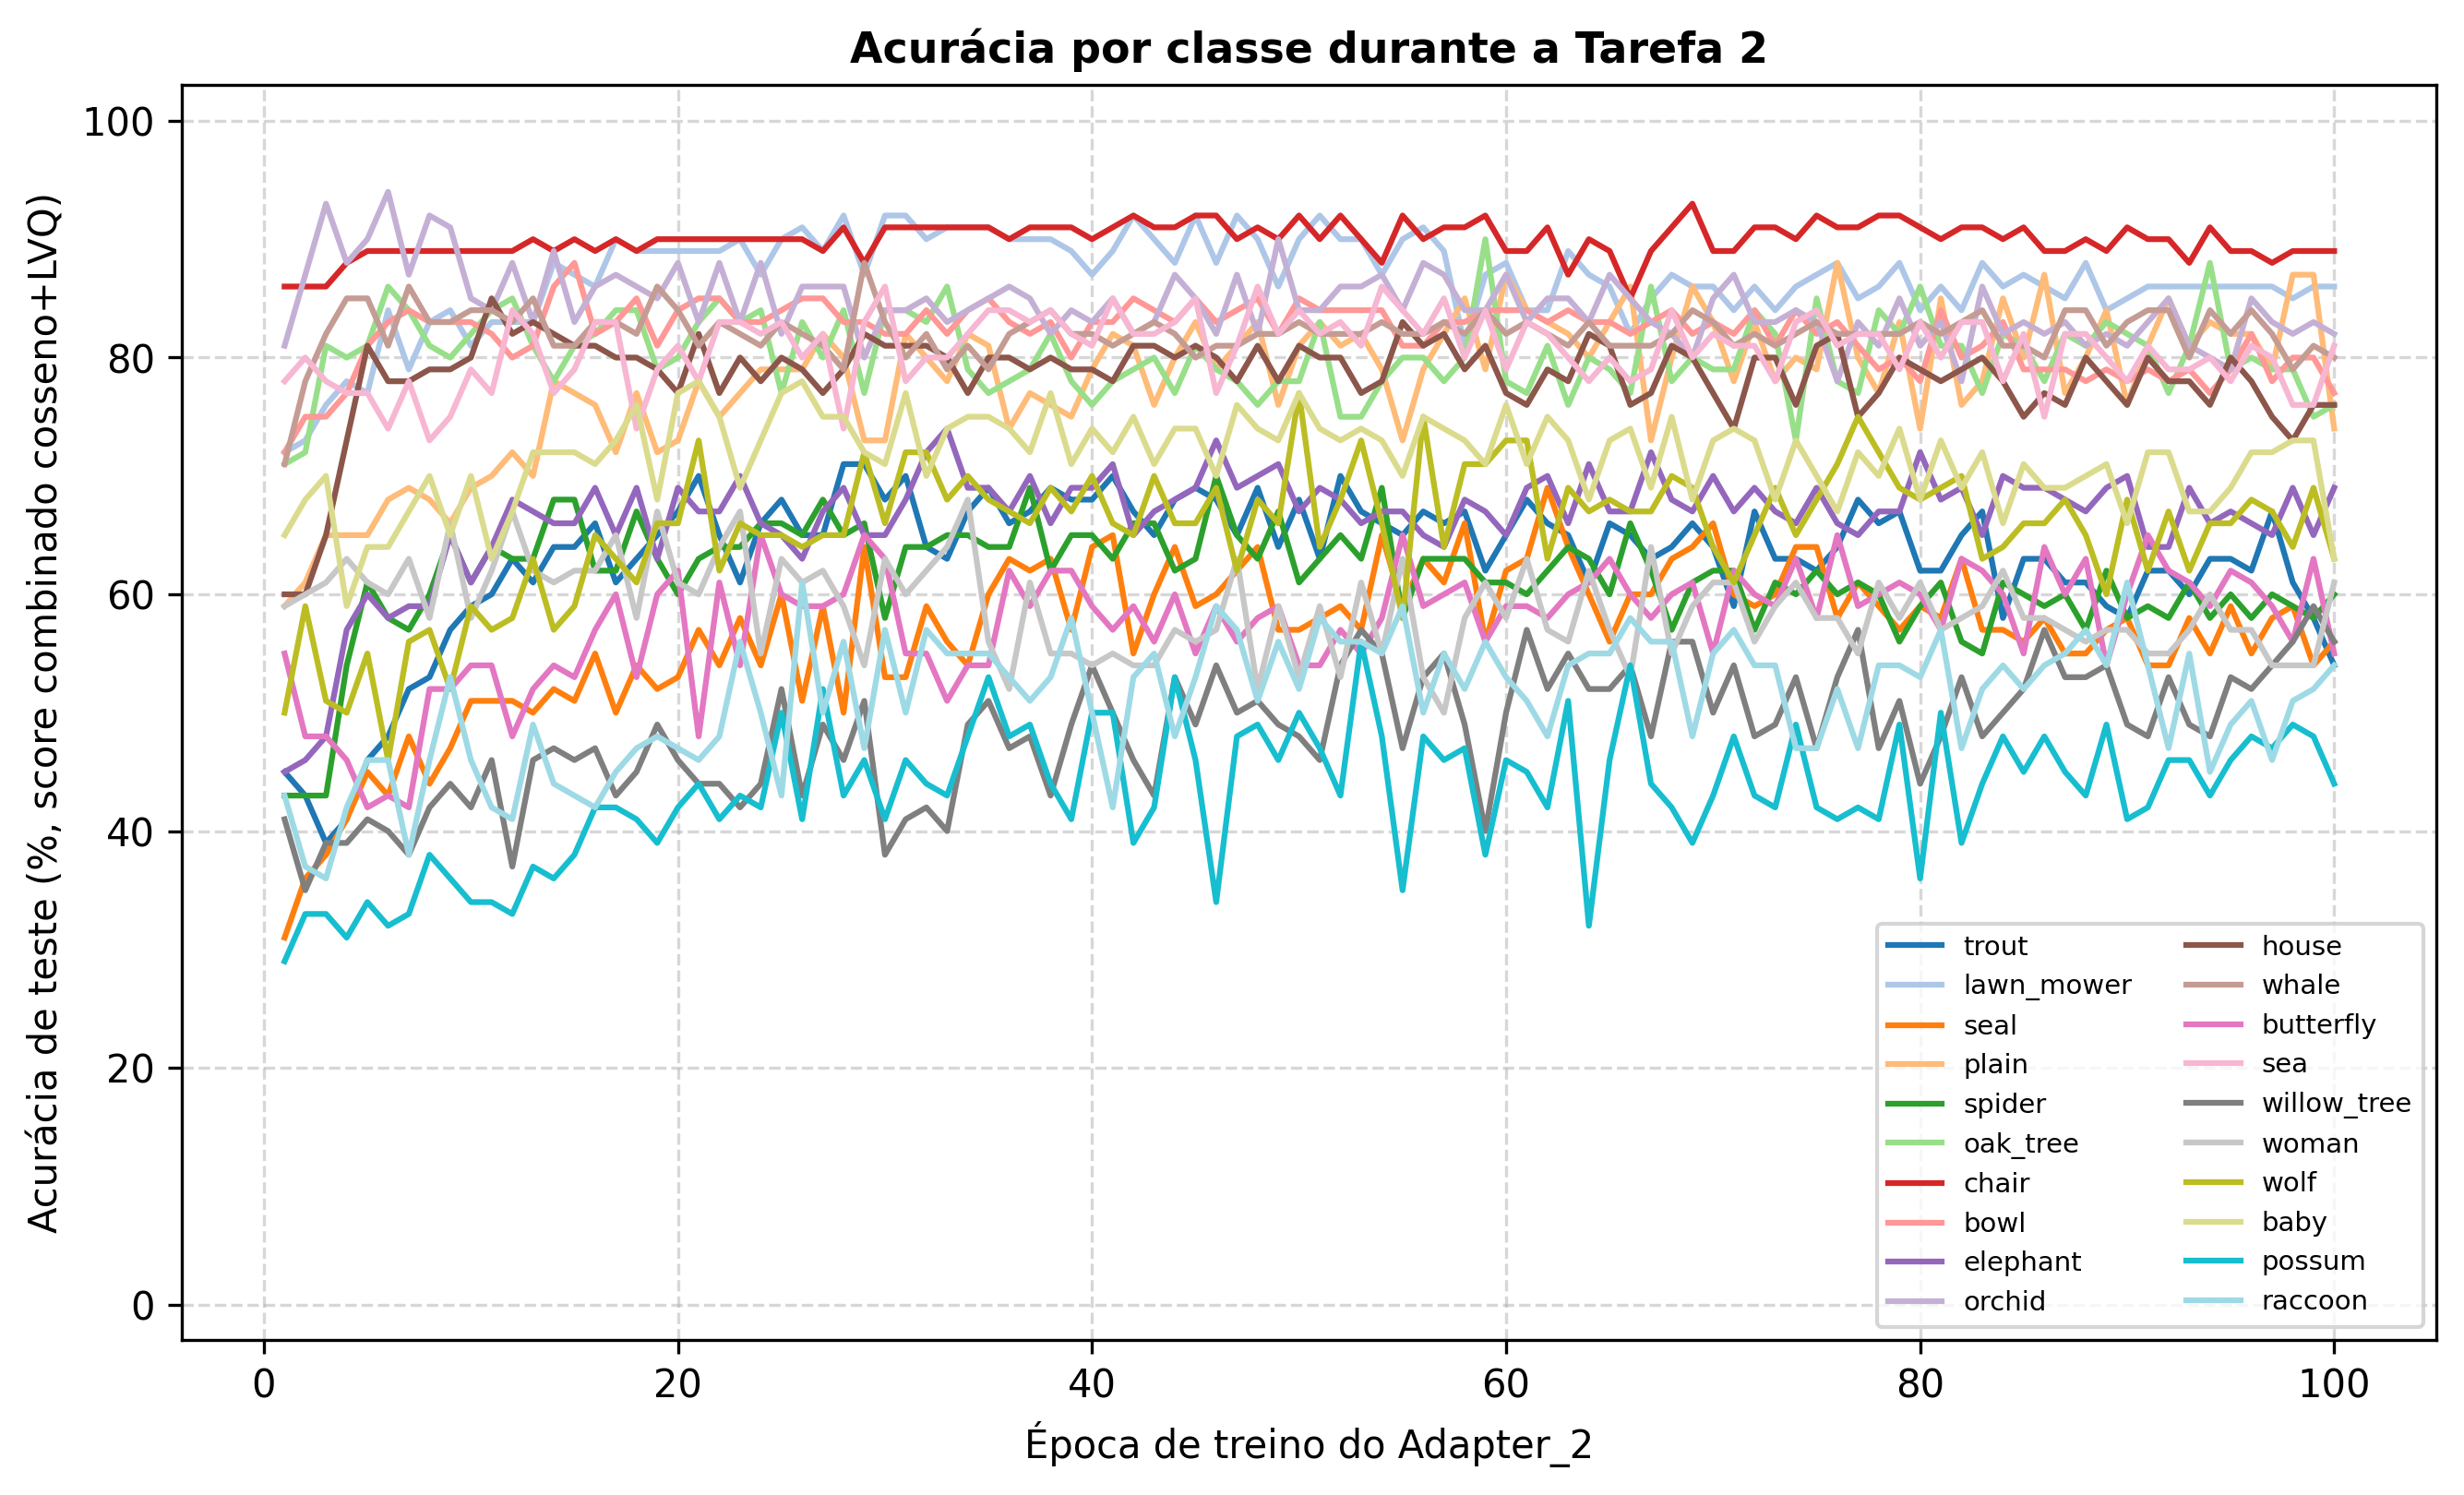 Acurácia por classe durante a Tarefa 2
Acurácia de teste (%, score combinado cosseno+LVQ)
100
80
60
40
20
0
0 20 40 60 80 100
Época de treino do Adapter_2
trout
lawn_mower
seal
plain
spider
oak_tree
chair
bowl
elephant
orchid
house
whale
butterfly
sea
willow_tree
woman
wolf
baby
possum
raccoon